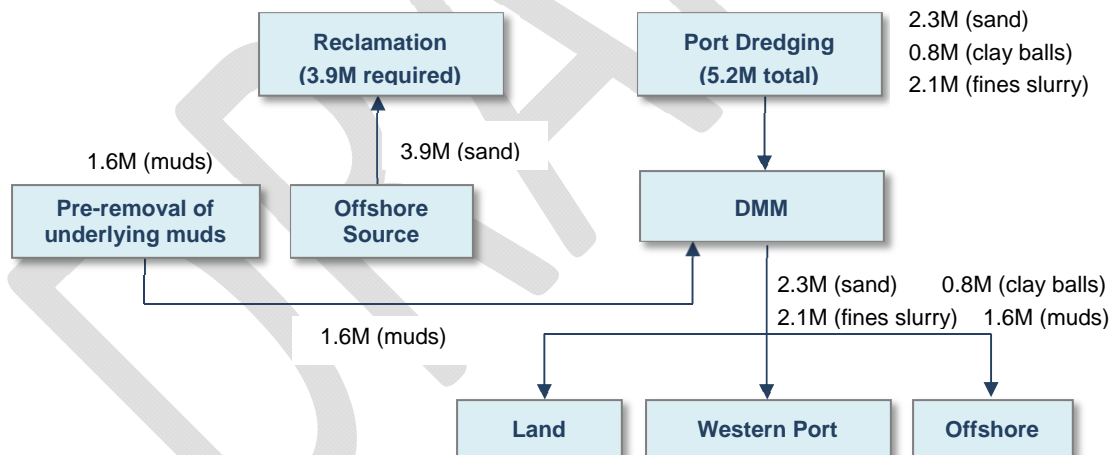 Reclamation
(3.9M required)
Port Dredging
(5.2M total)
2.3M (sand)
0.8M (clay balls)
2.1M (fines slurry)
1.6M (muds)
3.9M (sand)
Pre-removal of
underlying muds
Offshore
Source
DMM
1.6M (muds)
2.3M (sand) 0.8M (clay balls)
2.1M (fines slurry) 1.6M (muds)
Land
Western Port
Offshore